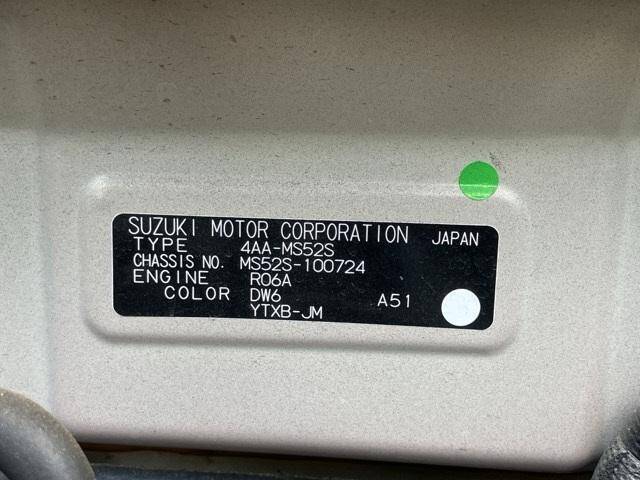 SUZUKI MOTOR CORPORATION JAPAN
TYPE 4AA-MS52S
CHASSIS NO. MS52S-100724
ENGINE R06A
COLOR DW6 A51
YTXB-JM